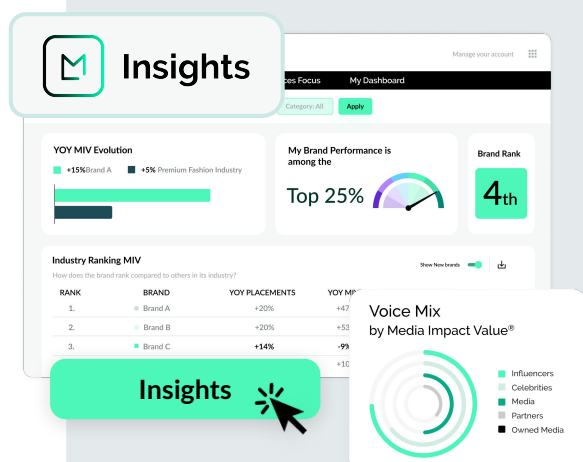 Insights
Manage your account
ces Focus
My Dashboard
Category: All
Apply
YOY MIV Evolution
+15%Brand A
+5% Premium Fashion Industry
My Brand Performance is
among the
Top 25%
Brand Rank
4th
Industry Ranking MIV
How does the brand rank compared to others in its industry?
Show New brands
RANK BRAND YOY PLACEMENTS YOY
1. Brand A +20% +47
2. Brand B +20% +53
3. Brand C +14% -9%
+10
Insights
Voice Mix
by Media Impact Value®
Influencers
Celebrities
Media
Partners
Owned Media